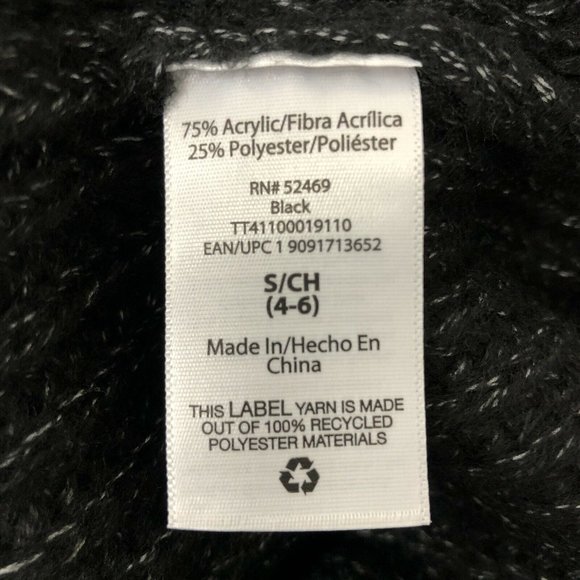 75% Acrylic/Fibra Acrílica
25% Polyester/Poliéster
RN# 52469
Black
TT41100019110
EAN/UPC 1 9091713652
S/CH
(4-6)
Made In/Hecho En
China
THIS LABEL YARN IS MADE
OUT OF 100% RECYCLED
POLYESTER MATERIALS